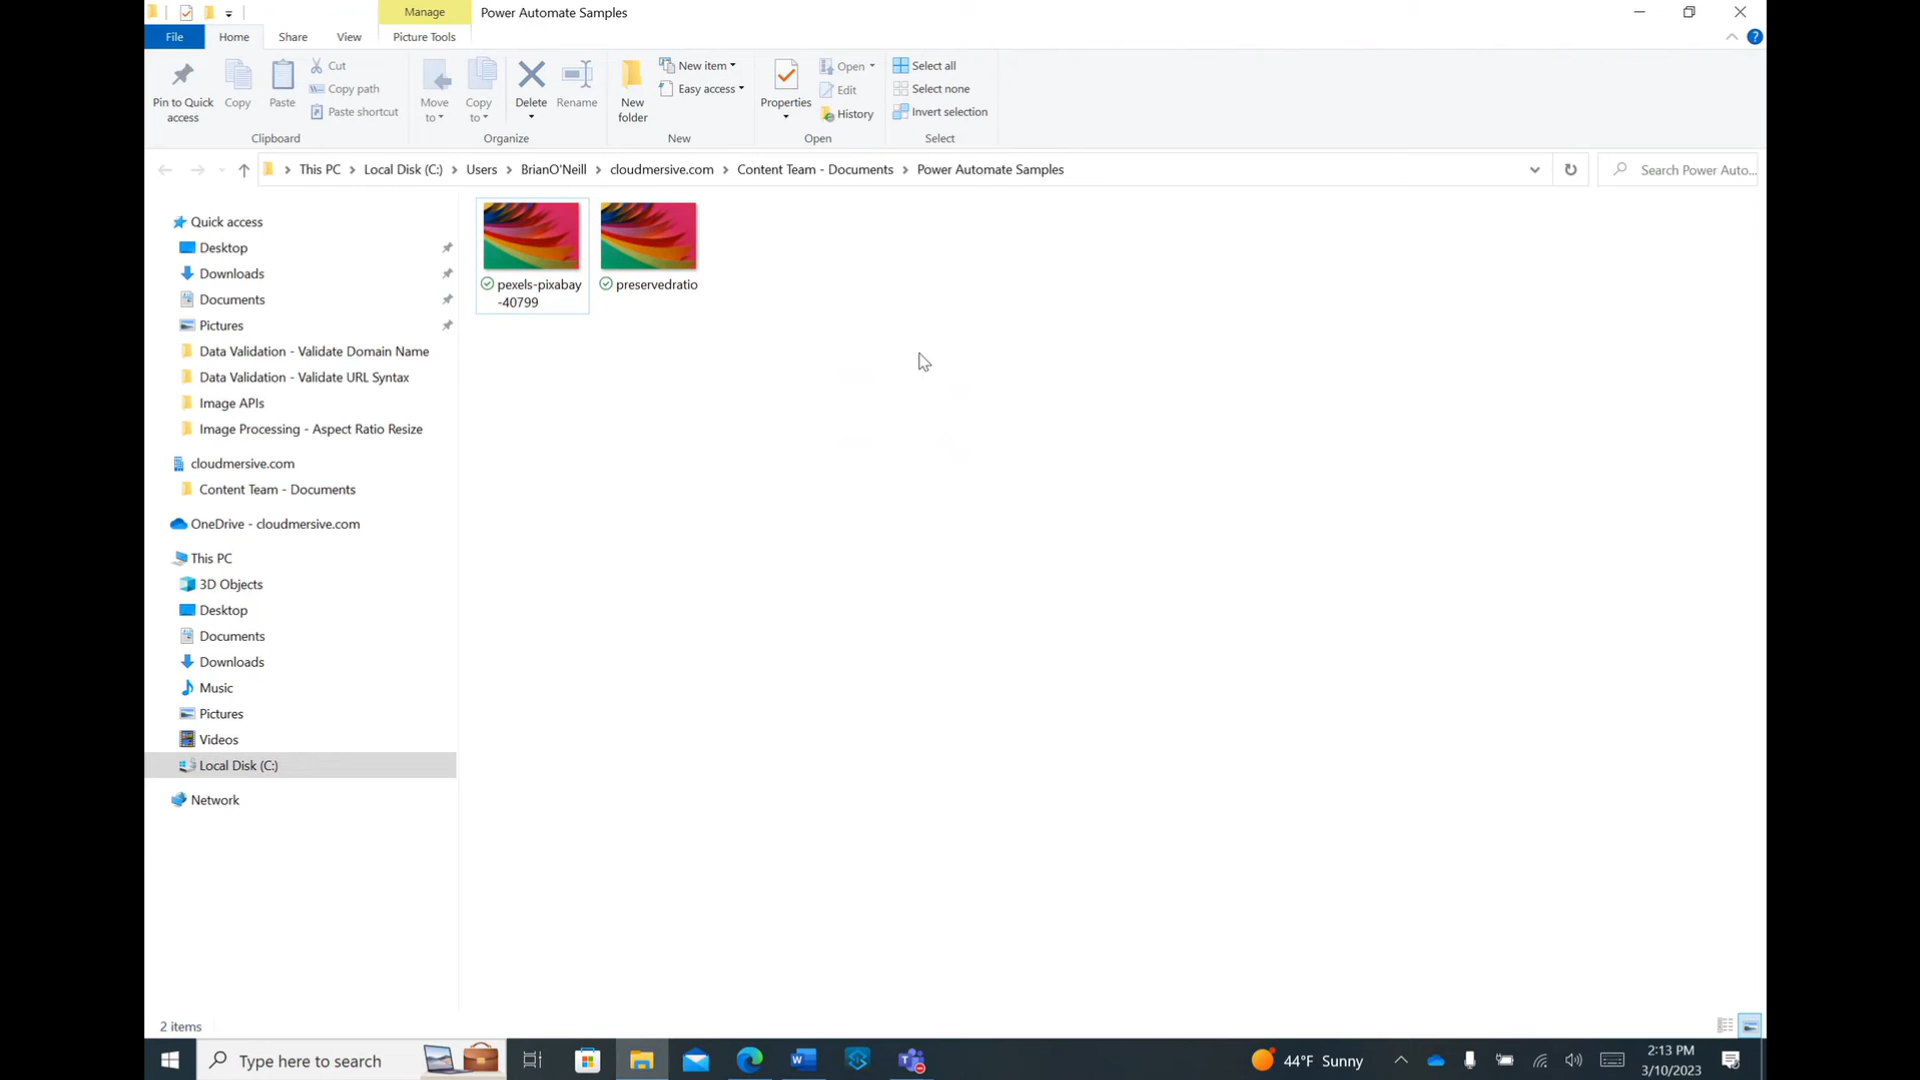 Manage
Power Automate Samples
File
Home
Share
View
Picture Tools
Pin to Quick
access
Copy
Paste
Cut
Copy path
Paste shortcut
Clipboard
Move
to
Copy
to
Delete
Rename
Organize
New
folder
New item
Easy access
New
Properties
Open
Edit
History
Open
Select all
Select none
Invert selection
Select
This PC > Local Disk (C:) > Users > BrianO'Neill > cloudmersive.com > Content Team - Documents > Power Automate Samples
Search Power Auto...
Quick access
Desktop
Downloads
Documents
Pictures
Data Validation - Validate Domain Name
Data Validation - Validate URL Syntax
Image APIs
Image Processing - Aspect Ratio Resize
cloudmersive.com
Content Team - Documents
OneDrive - cloudmersive.com
This PC
3D Objects
Desktop
Documents
Downloads
Music
Pictures
Videos
Local Disk (C:)
Network
pexels-pixabay
-40799
preservedratio
2 items
Type here to search
44°F Sunny
2:13 PM
3/10/2023